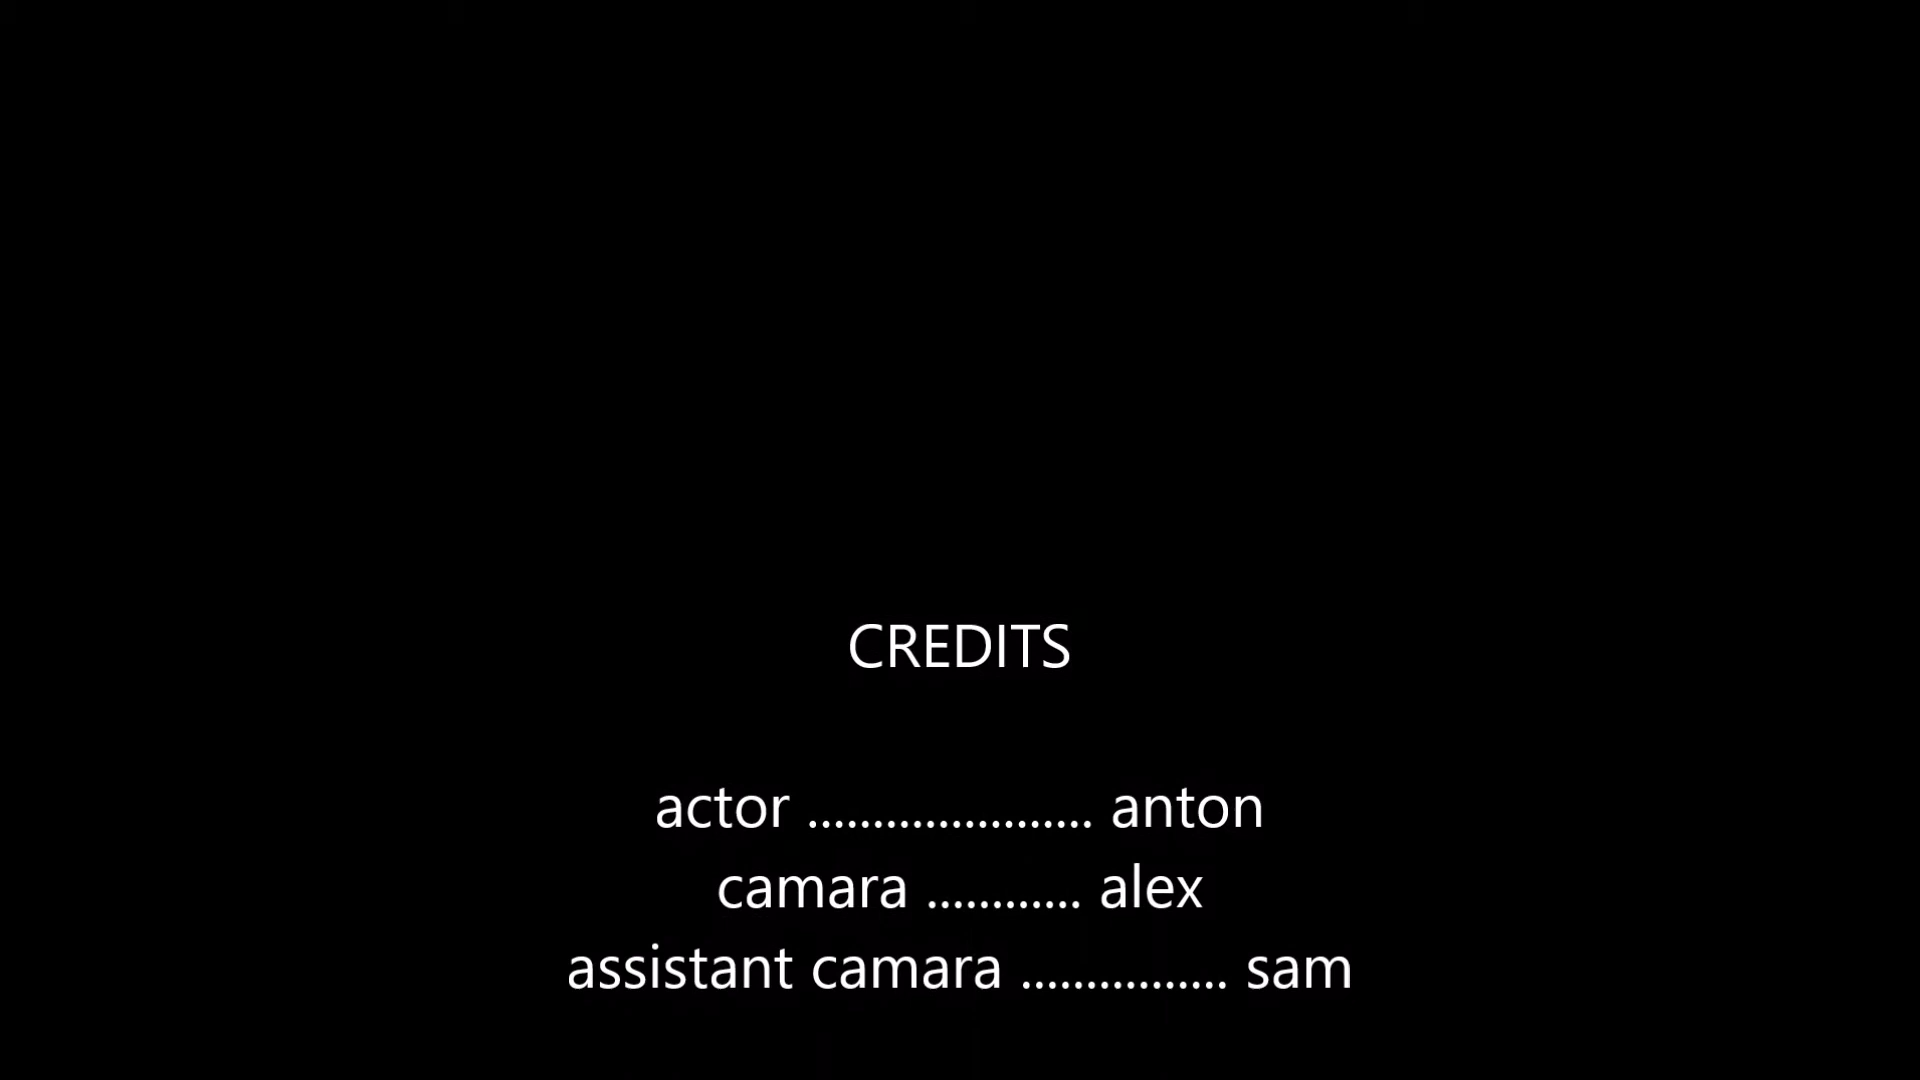 CREDITS
actor ...................... anton
camara ............ alex
assistant camara ................ sam